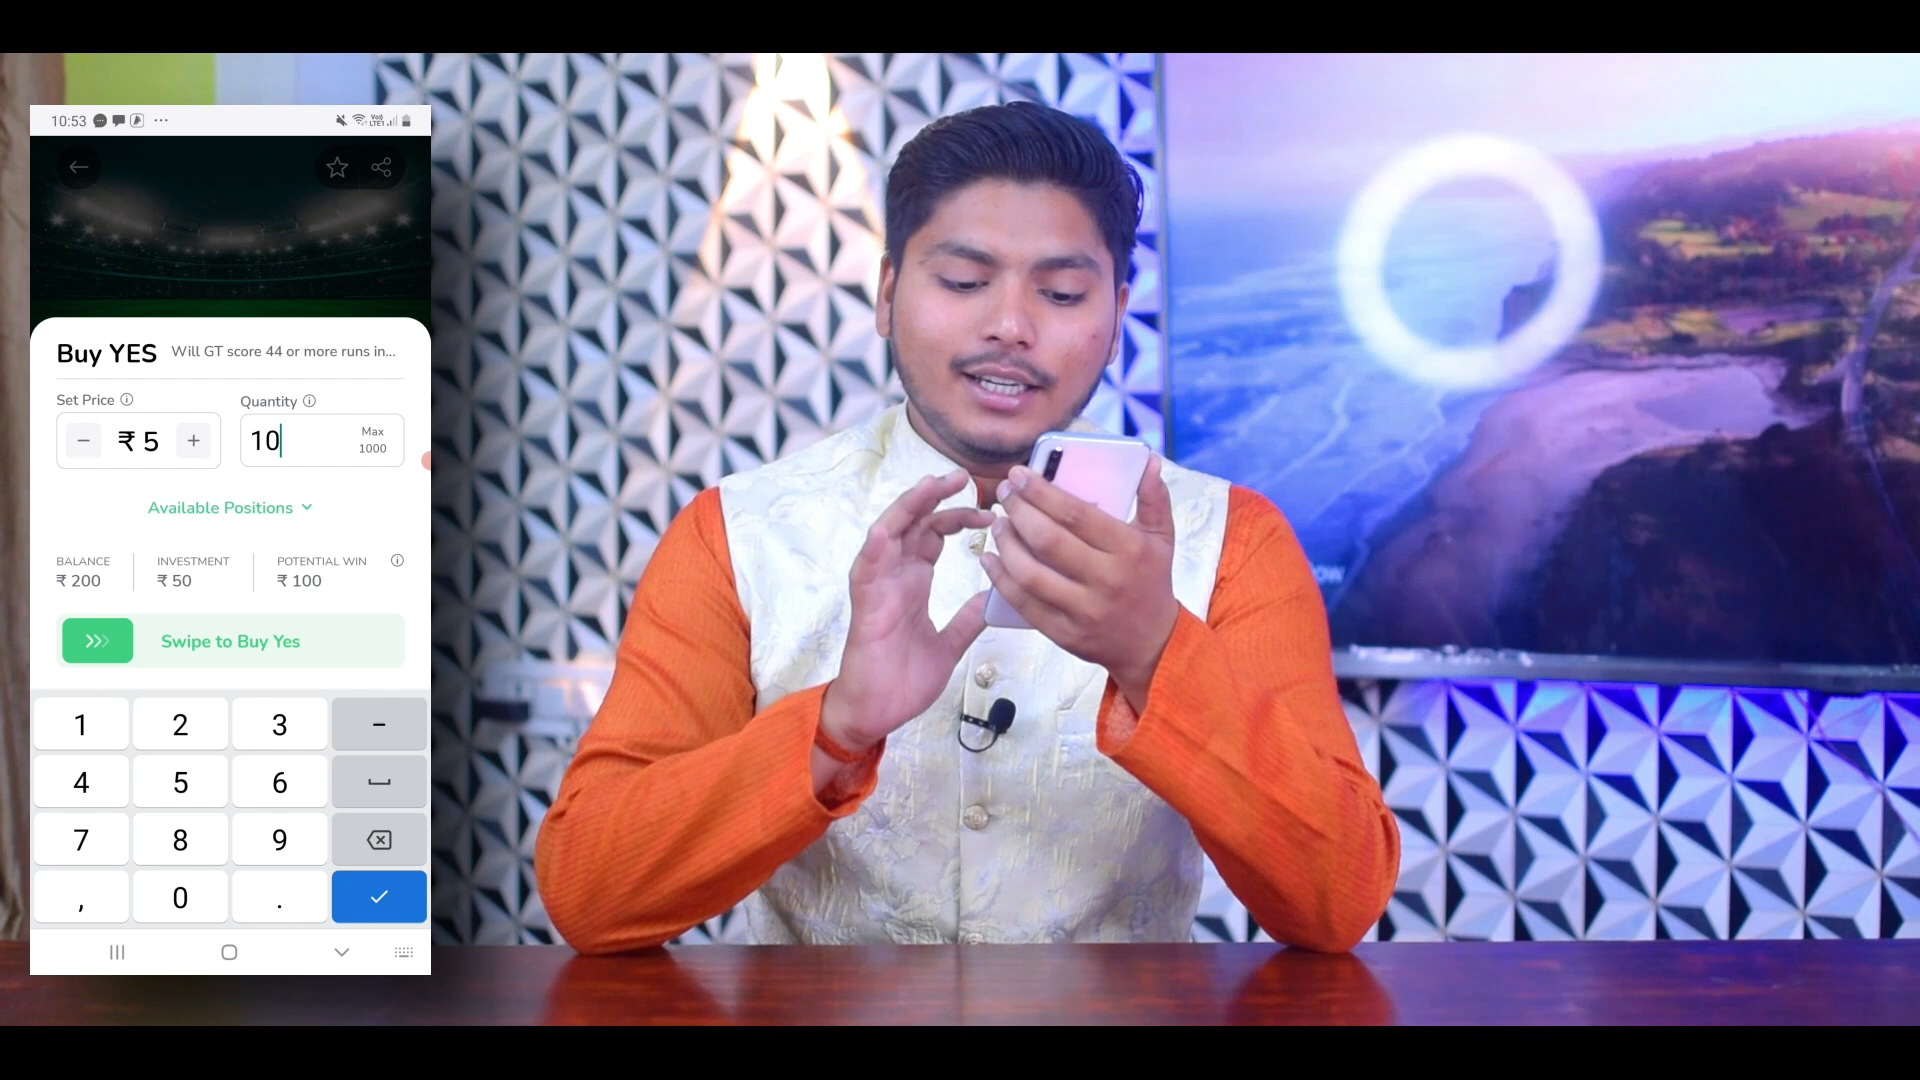 10:53
Buy YES Will GT score 44 or more runs in...
Set Price Quantity
− ₹ 5 + 10 Max 1000
Available Positions
BALANCE INVESTMENT POTENTIAL WIN
₹ 200 ₹ 50 ₹ 100
Swipe to Buy Yes
1 2 3 −
4 5 6
7 8 9
, 0 .